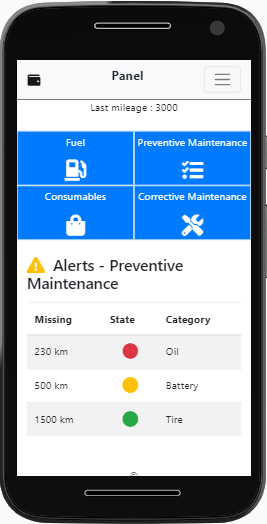 Panel
Last mileage : 3000
Fuel
Preventive Maintenance
Consumables
Corrective Maintenance
Alerts - Preventive
Maintenance
Missing State Category
230 km Oil
500 km Battery
1500 km Tire